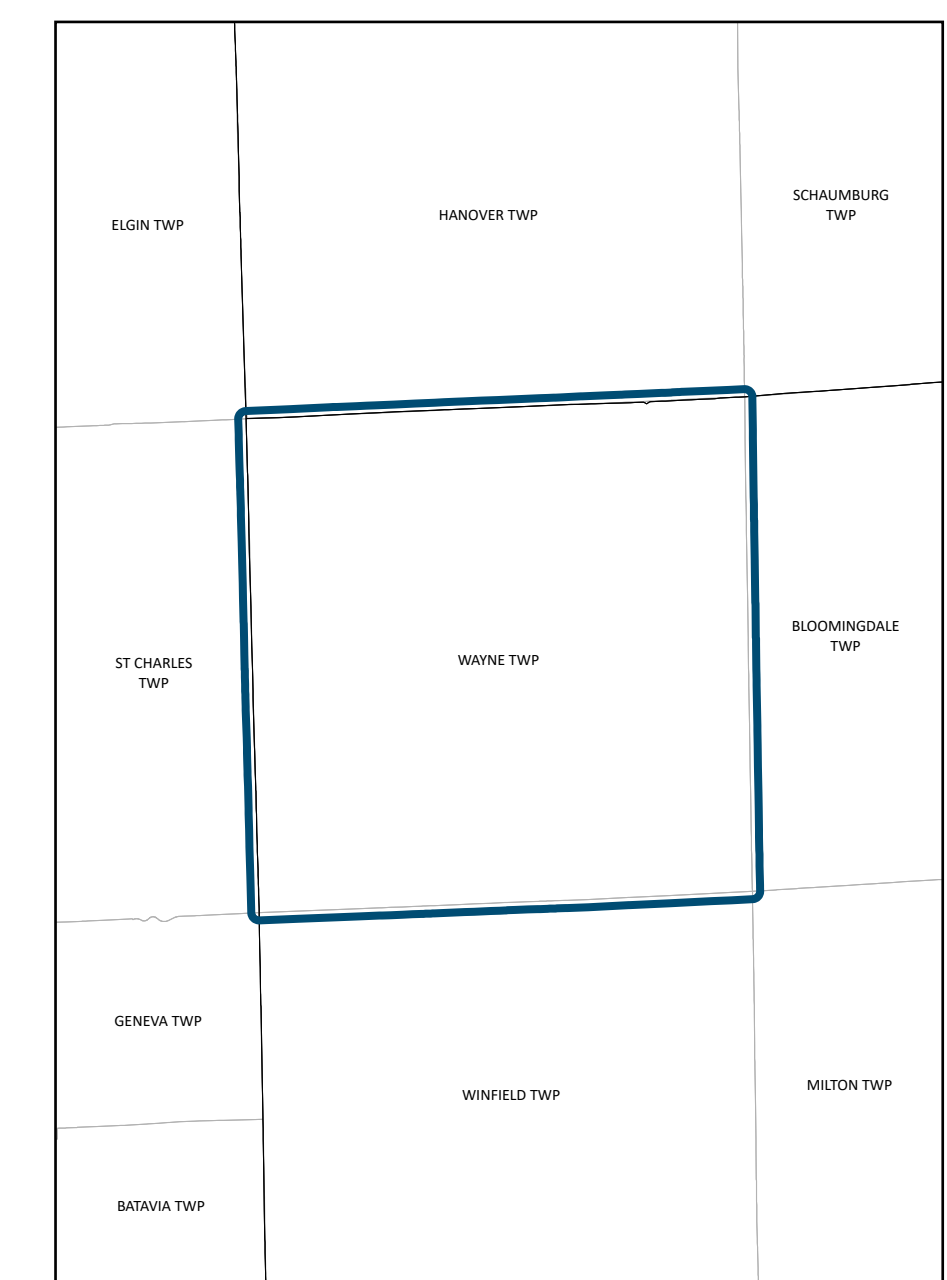 SCHAUMBURG
TWP
HANOVER TWP
ELGIN TWP
BLOOMINGDALE
TWP
WAYNE TWP
ST CHARLES
TWP
GENEVA TWP
MILTON TWP
WINFIELD TWP
BATAVIA TWP